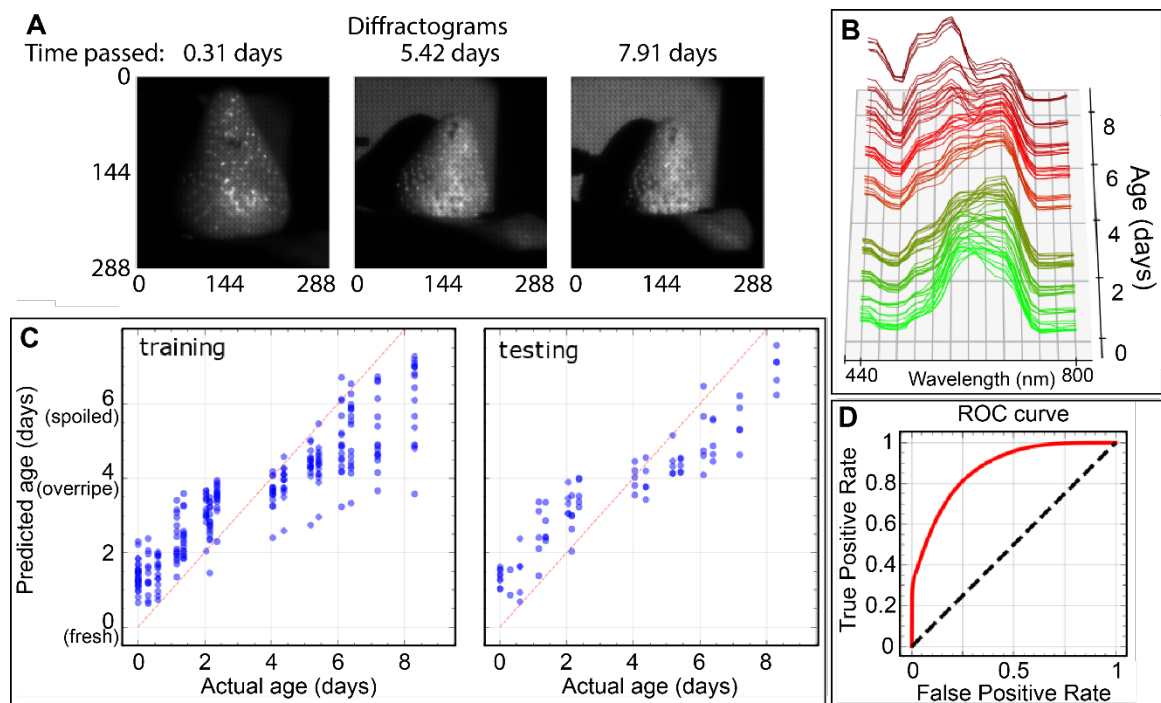 A
Diffractograms
Time passed: 0.31 days 5.42 days 7.91 days
0
144
288
0 144 288
0 144 288
0 144 288
B
8
6
4
2
0
Age (days)
440 Wavelength (nm) 800
C
training
testing
Predicted age (days)
6
(spoiled)
4
(overripe)
2
0
(fresh)
0 2 4 6 8
0 2 4 6 8
Actual age (days)
Actual age (days)
D
ROC curve
True Positive Rate
1
0.8
0.6
0.4
0.2
0
0 0.5 1
False Positive Rate